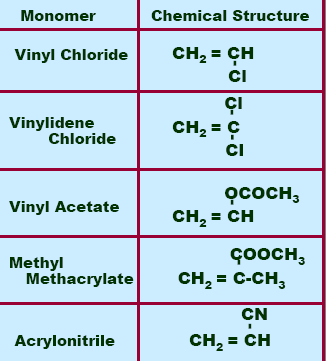 Monomer Chemical Structure
Vinyl Chloride CH₂ = CH
Cl
Cl
Vinylidene CH₂ = C
Chloride
Cl
OCOCH₃
Vinyl Acetate
CH₂ = CH
COOCH₃
Methyl
Methacrylate CH₂ = C-CH₃
CN
Acrylonitrile CH₂ = CH